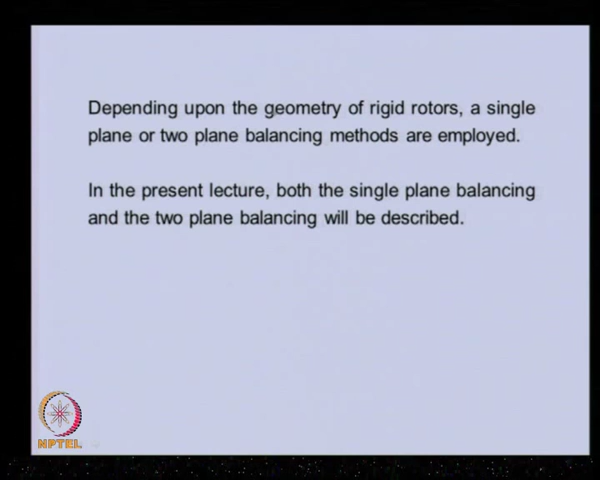 Depending upon the geometry of rigid rotors, a single
plane or two plane balancing methods are employed.
In the present lecture, both the single plane balancing
and the two plane balancing will be described.
NPTEL